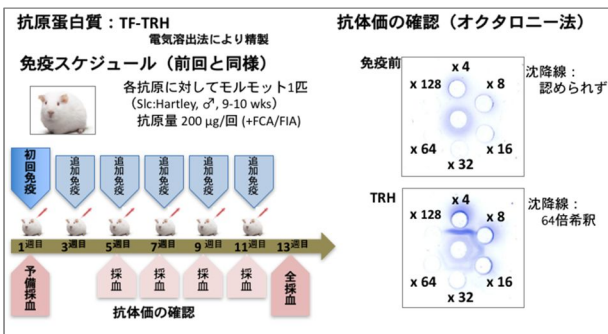 抗原蛋白質:TF-TRH
電気溶出法により精製
免疫スケジュール(前回と同様)
各抗原に対してモルモット1匹
(Slc:Hartley, ♂, 9-10 wks)
抗原量 200 μg/回 (+FCA/FIA)
初回免疫
追加免疫
追加免疫
追加免疫
追加免疫
追加免疫
1週目
3週目
5週目
7週目
9週目
11週目
13週目
予備採血
採血
採血
採血
採血
全採血
抗体価の確認
抗体価の確認(オクタロニー法)
免疫前
x 4
x 128
x 8
x 64
x 16
x 32
沈降線:
認められず
TRH
x 4
x 128
x 8
x 64
x 16
x 32
沈降線:
64倍希釈